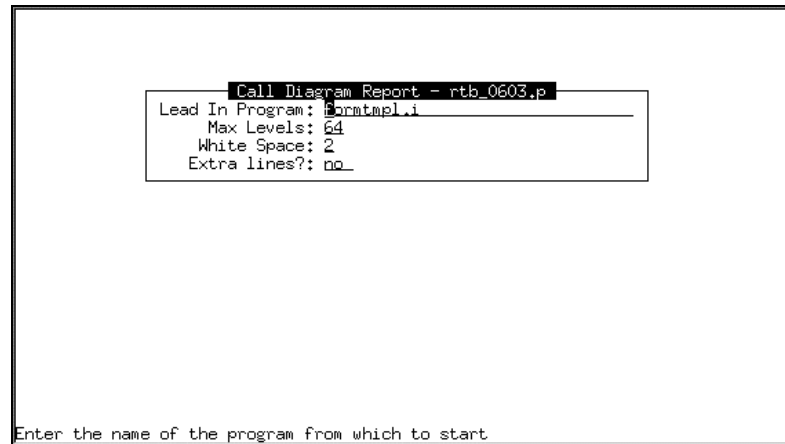 Call Diagram Report - rtb_0603.p
Lead In Program: formtmpl.i
Max Levels: 64
White Space: 2
Extra lines?: no
Enter the name of the program from which to start